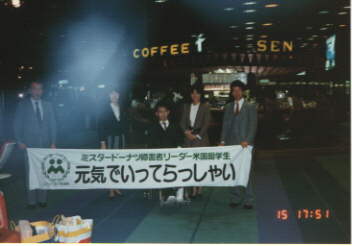 COFFEE T SEN
ミスタードーナツ障害者リーダー米国留学生
元気でいってらっしゃい
15 17:51